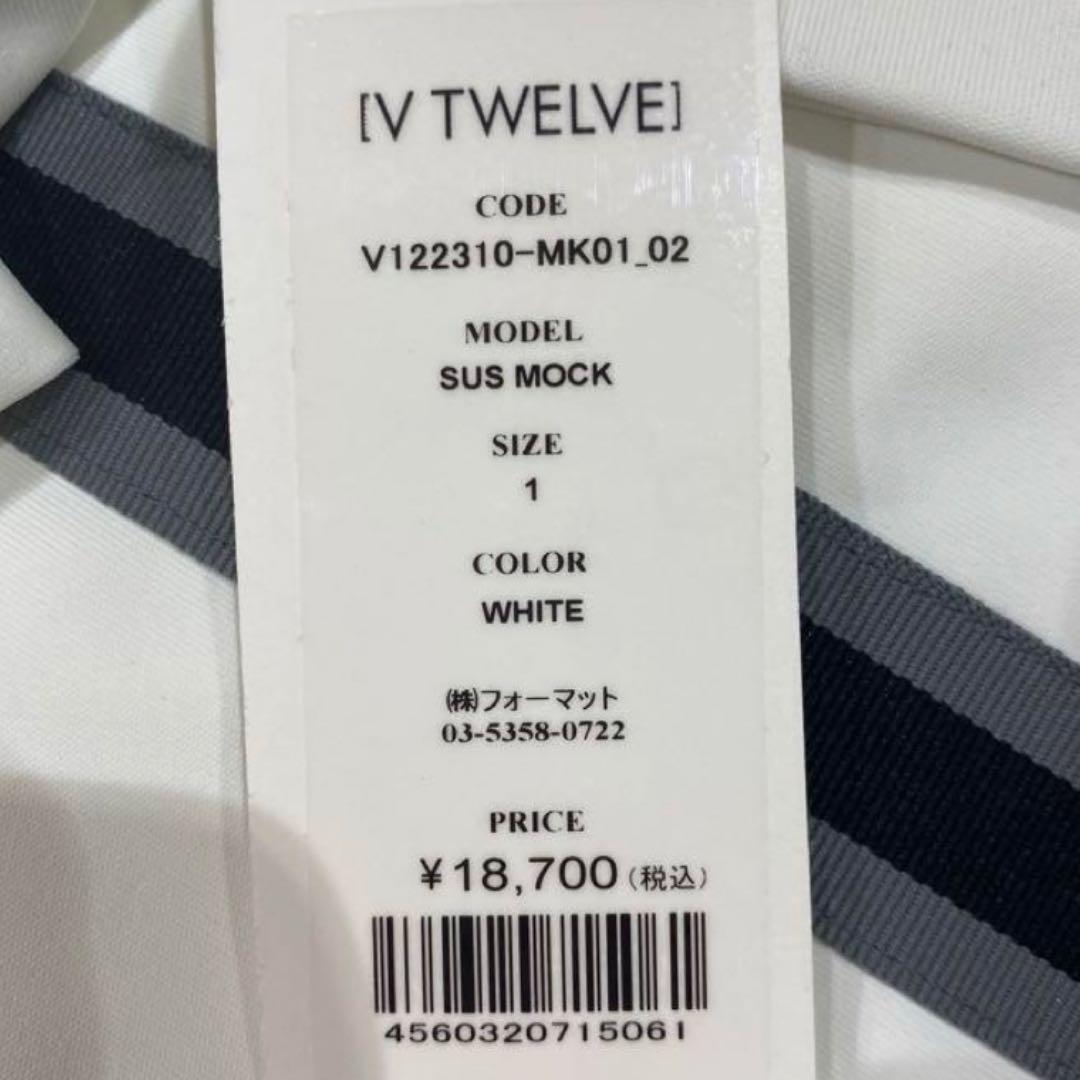 [V TWELVE]
CODE
V122310-MK01_02
MODEL
SUS MOCK
SIZE
1
COLOR
WHITE
㈱フォーマット
03-5358-0722
PRICE
¥18,700(税込)
4560320715061